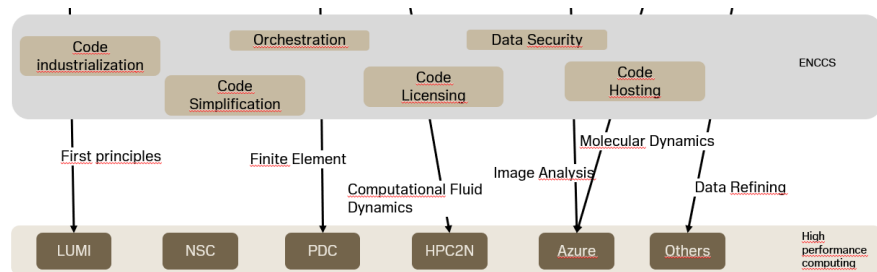 Code
industrialization
Orchestration
Data Security
ENCCS
Code
Simplification
Code
Licensing
Code
Hosting
First principles
Finite Element
Computational Fluid
Dynamics
Image Analysis
Molecular Dynamics
Data Refining
LUMI
NSC
PDC
HPC2N
Azure
Others
High
performance
computing